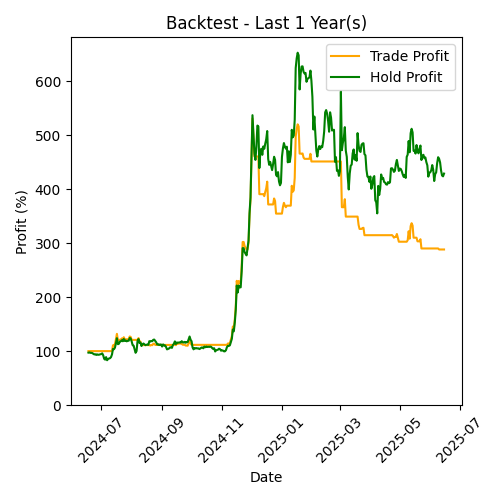 Backtest - Last 1 Year(s)
Trade Profit
Hold Profit
Profit (%)
600
500
400
300
200
100
0
2024-07
2024-09
2024-11
2025-01
2025-03
2025-05
2025-07
Date